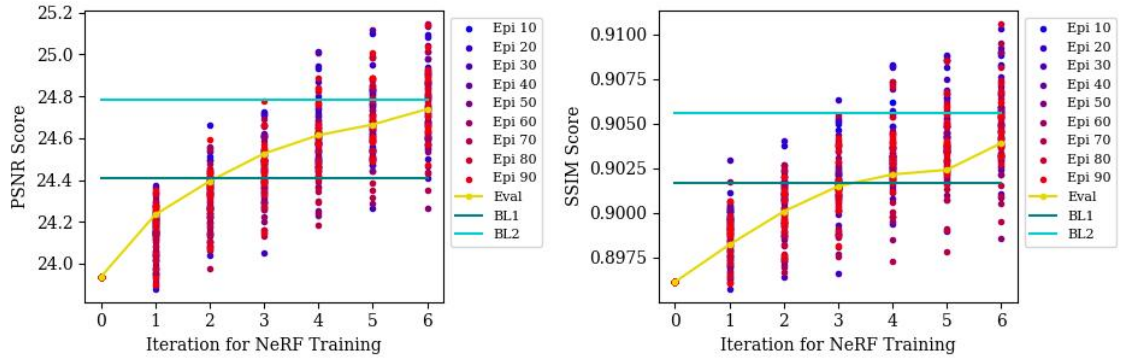 25.2
25.0
24.8
24.6
24.4
24.2
24.0
PSNR Score
0 1 2 3 4 5 6
Iteration for NeRF Training
Epi 10
Epi 20
Epi 30
Epi 40
Epi 50
Epi 60
Epi 70
Epi 80
Epi 90
Eval
BL1
BL2
0.9100
0.9075
0.9050
0.9025
0.9000
0.8975
SSIM Score
0 1 2 3 4 5 6
Iteration for NeRF Training
Epi 10
Epi 20
Epi 30
Epi 40
Epi 50
Epi 60
Epi 70
Epi 80
Epi 90
Eval
BL1
BL2